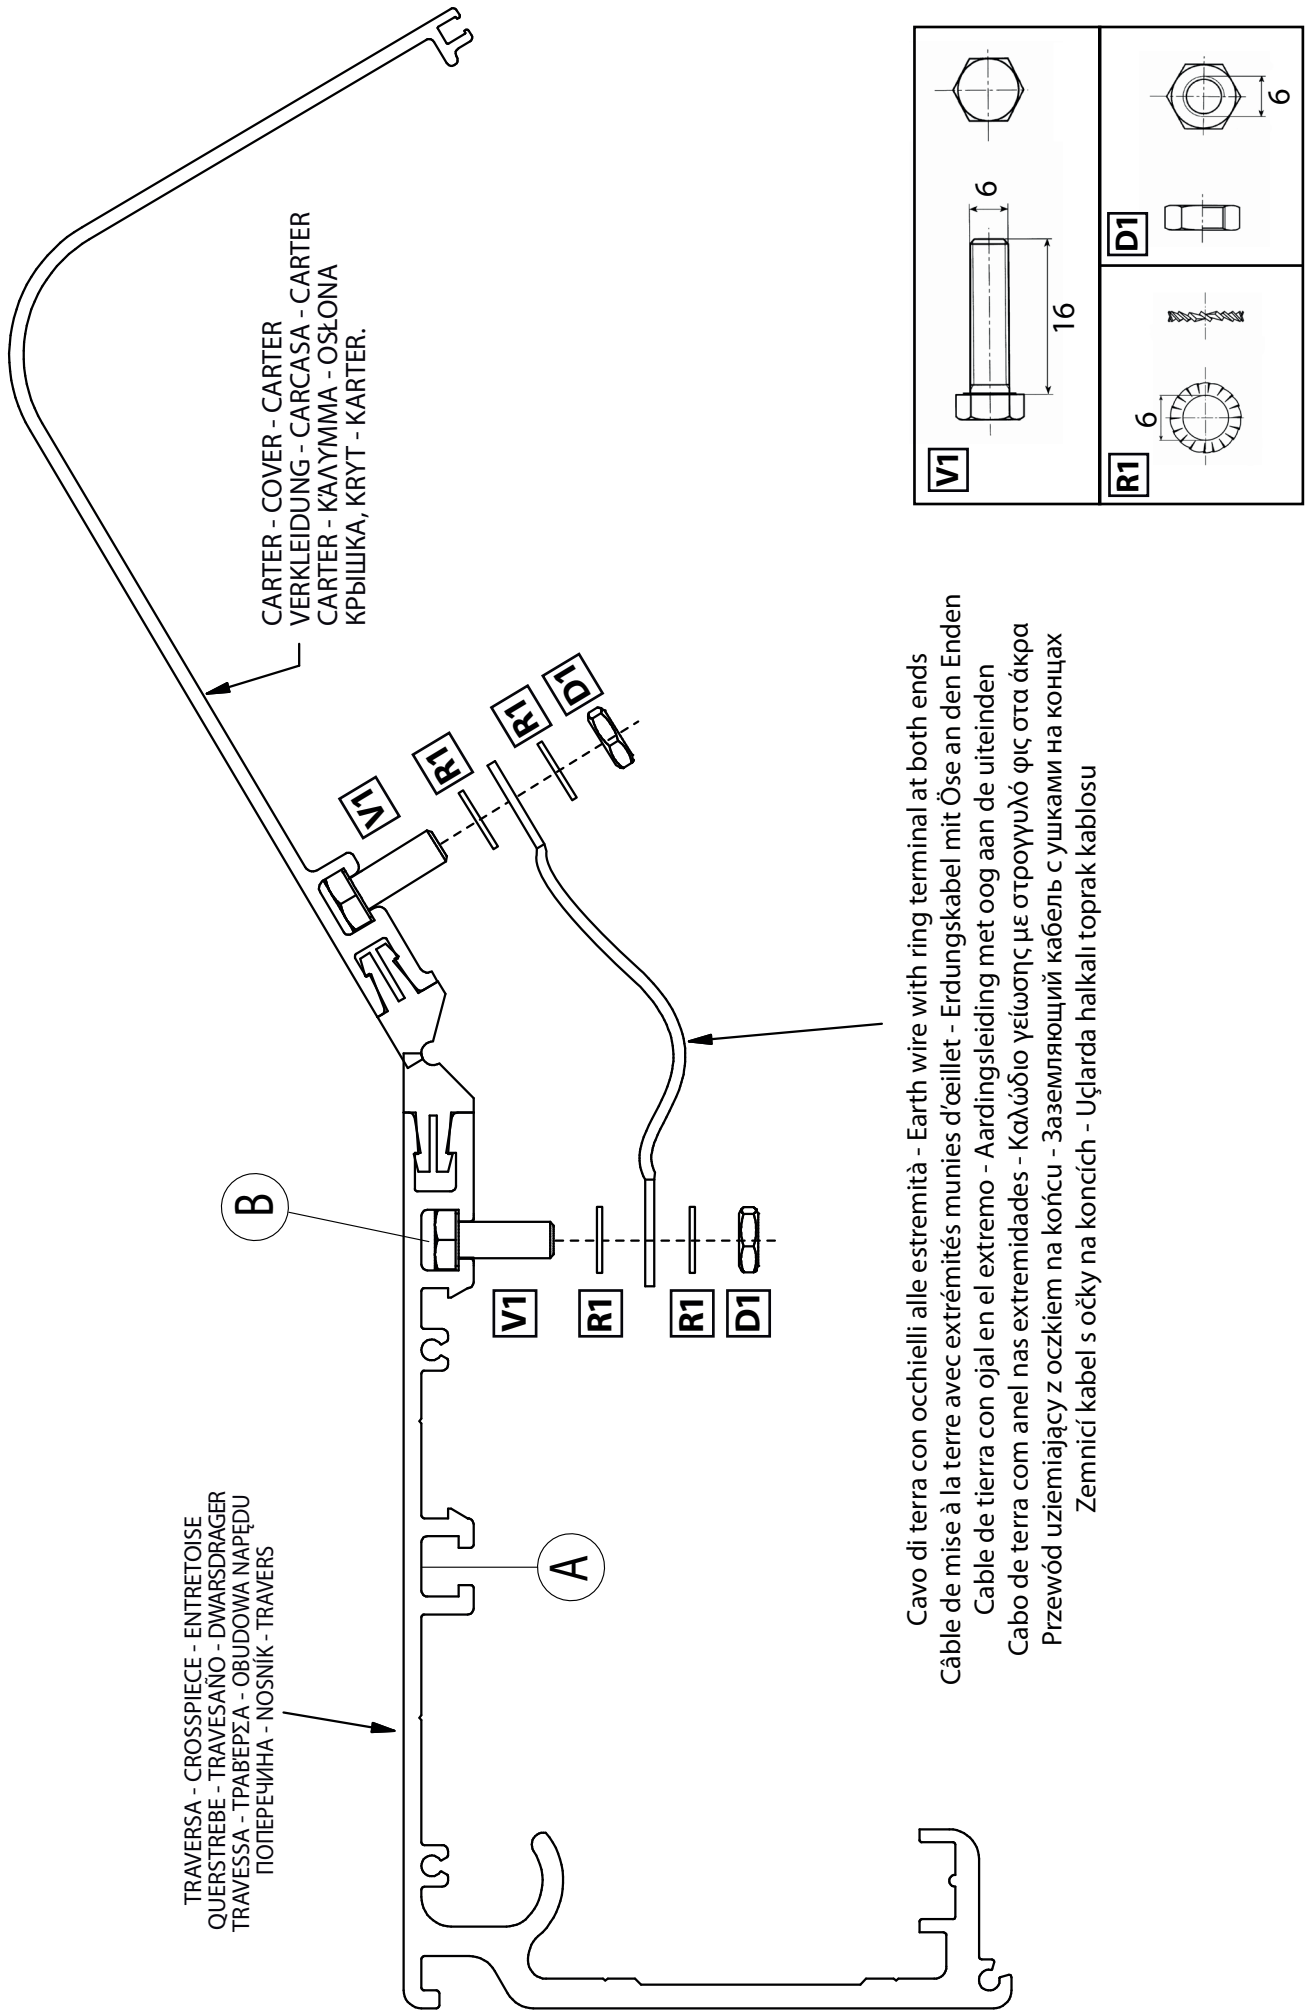 TRAVERSA - CROSSPIECE - ENTRETOISE
QUERSTREBE - TRAVESAÑO - DWARSDRAGER
TRAVESSA - ΤΡΑΒΈΡΣΑ - OBUDOWA NAPĘDU
ПОПЕРЕЧИНА - NOSNÍK - TRAVERS
CARTER - COVER - CARTER
VERKLEIDUNG - CARCASA - CARTER
CARTER - ΚΆΛΥΜΜΑ - OSŁONA
КРЫШКА, KRYT - KARTER.
A
B
V1
R1
R1
D1
V1
R1
R1
D1
Cavo di terra con occhielli alle estremità - Earth wire with ring terminal at both ends
Câble de mise à la terre avec extrémités munies d’œillet - Erdungskabel mit Öse an den Enden
Cable de tierra con ojal en el extremo - Aardingsleiding met oog aan de uiteinden
Cabo de terra com anel nas extremidades - Καλώδιο γείωσης με στρογγυλό φις στα άκρα
Przewód uziemiający z oczkiem na końcu - Заземляющий кабель с ушками на концах
Zemnicí kabel s očky na koncích - Uçlarda halkalı toprak kablosu
V1
16
6
R1
6
D1
6